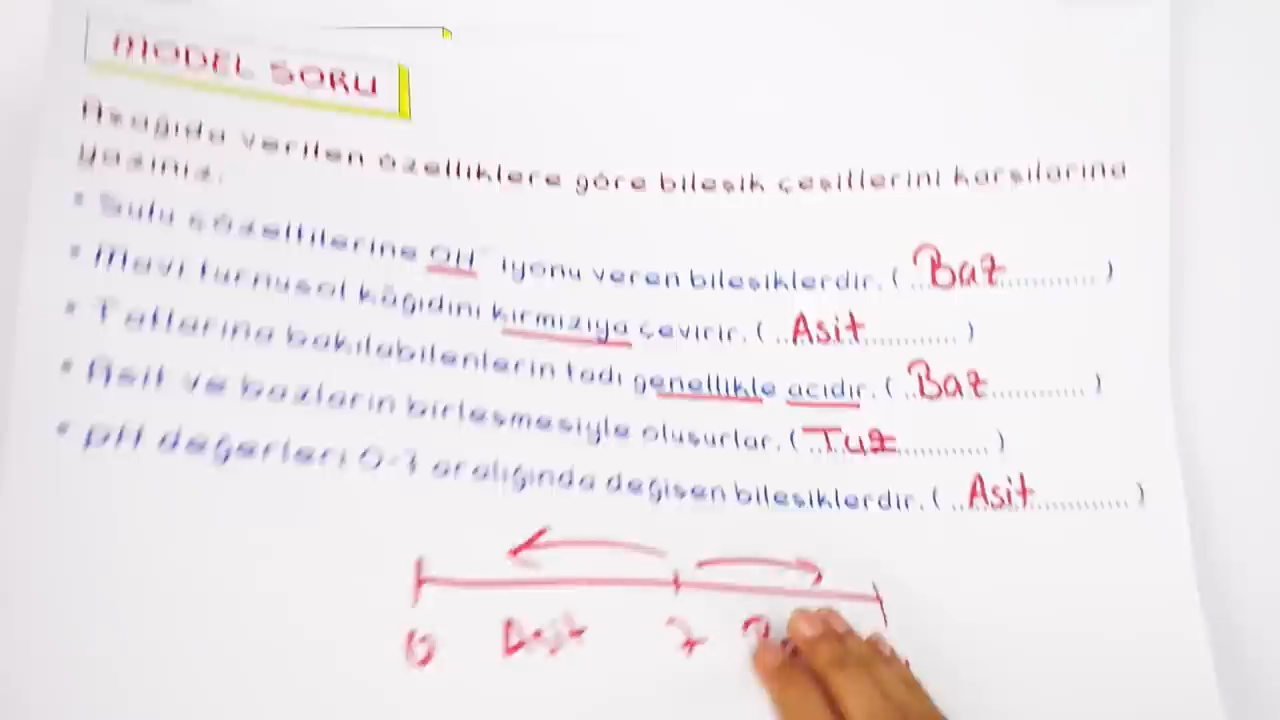 MODEL SORU
Aşağıda verilen özelliklere göre bileşik çeşitlerini karşılarına
yazınız.
• Sulu çözeltilerine OH⁻ iyonu veren bileşiklerdir. (..Baz............)
• Mavi turnusol kâğıdını kırmızıya çevirir. (..Asit............)
• Tatlarına bakılabilenlerin tadı genellikle acıdır. (..Baz............)
• Asit ve bazların birleşmesiyle oluşurlar. (..Tuz............)
• pH değerleri 0-7 aralığında değişen bileşiklerdir. (..Asit............)
0 Asit 7